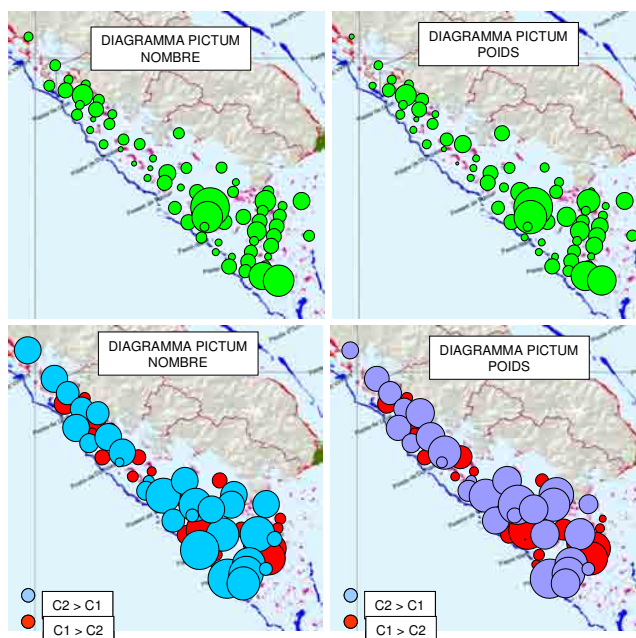 DIAGRAMMA PICTUM
NOMBRE
DIAGRAMMA PICTUM
POIDS
DIAGRAMMA PICTUM
NOMBRE
C2 > C1
C1 > C2
DIAGRAMMA PICTUM
POIDS
C2 > C1
C1 > C2